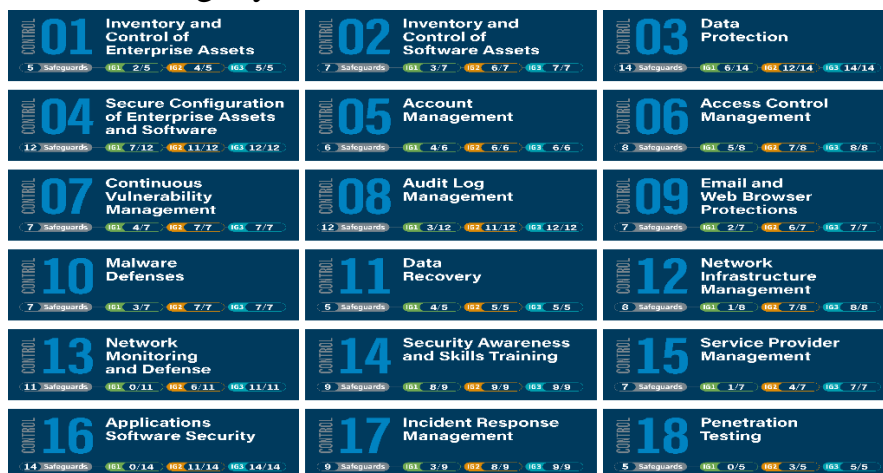 CONTROL 01 Inventory and
Control of
Enterprise Assets
5 Safeguards IG1 2/5 IG2 4/5 IG3 5/5
CONTROL 02 Inventory and
Control of
Software Assets
7 Safeguards IG1 3/7 IG2 6/7 IG3 7/7
CONTROL 03 Data
Protection
14 Safeguards IG1 6/14 IG2 12/14 IG3 14/14
CONTROL 04 Secure Configuration
of Enterprise Assets
and Software
12 Safeguards IG1 7/12 IG2 11/12 IG3 12/12
CONTROL 05 Account
Management
6 Safeguards IG1 4/6 IG2 6/6 IG3 6/6
CONTROL 06 Access Control
Management
8 Safeguards IG1 5/8 IG2 7/8 IG3 8/8
CONTROL 07 Continuous
Vulnerability
Management
7 Safeguards IG1 4/7 IG2 7/7 IG3 7/7
CONTROL 08 Audit Log
Management
12 Safeguards IG1 3/12 IG2 11/12 IG3 12/12
CONTROL 09 Email and
Web Browser
Protections
7 Safeguards IG1 2/7 IG2 6/7 IG3 7/7
CONTROL 10 Malware
Defenses
7 Safeguards IG1 3/7 IG2 7/7 IG3 7/7
CONTROL 11 Data
Recovery
5 Safeguards IG1 4/5 IG2 5/5 IG3 5/5
CONTROL 12 Network
Infrastructure
Management
8 Safeguards IG1 1/8 IG2 7/8 IG3 8/8
CONTROL 13 Network
Monitoring
and Defense
11 Safeguards IG1 0/11 IG2 6/11 IG3 11/11
CONTROL 14 Security Awareness
and Skills Training
9 Safeguards IG1 8/9 IG2 9/9 IG3 9/9
CONTROL 15 Service Provider
Management
7 Safeguards IG1 1/7 IG2 4/7 IG3 7/7
CONTROL 16 Applications
Software Security
14 Safeguards IG1 0/14 IG2 11/14 IG3 14/14
CONTROL 17 Incident Response
Management
9 Safeguards IG1 3/9 IG2 8/9 IG3 9/9
CONTROL 18 Penetration
Testing
5 Safeguards IG1 0/5 IG2 3/5 IG3 5/5